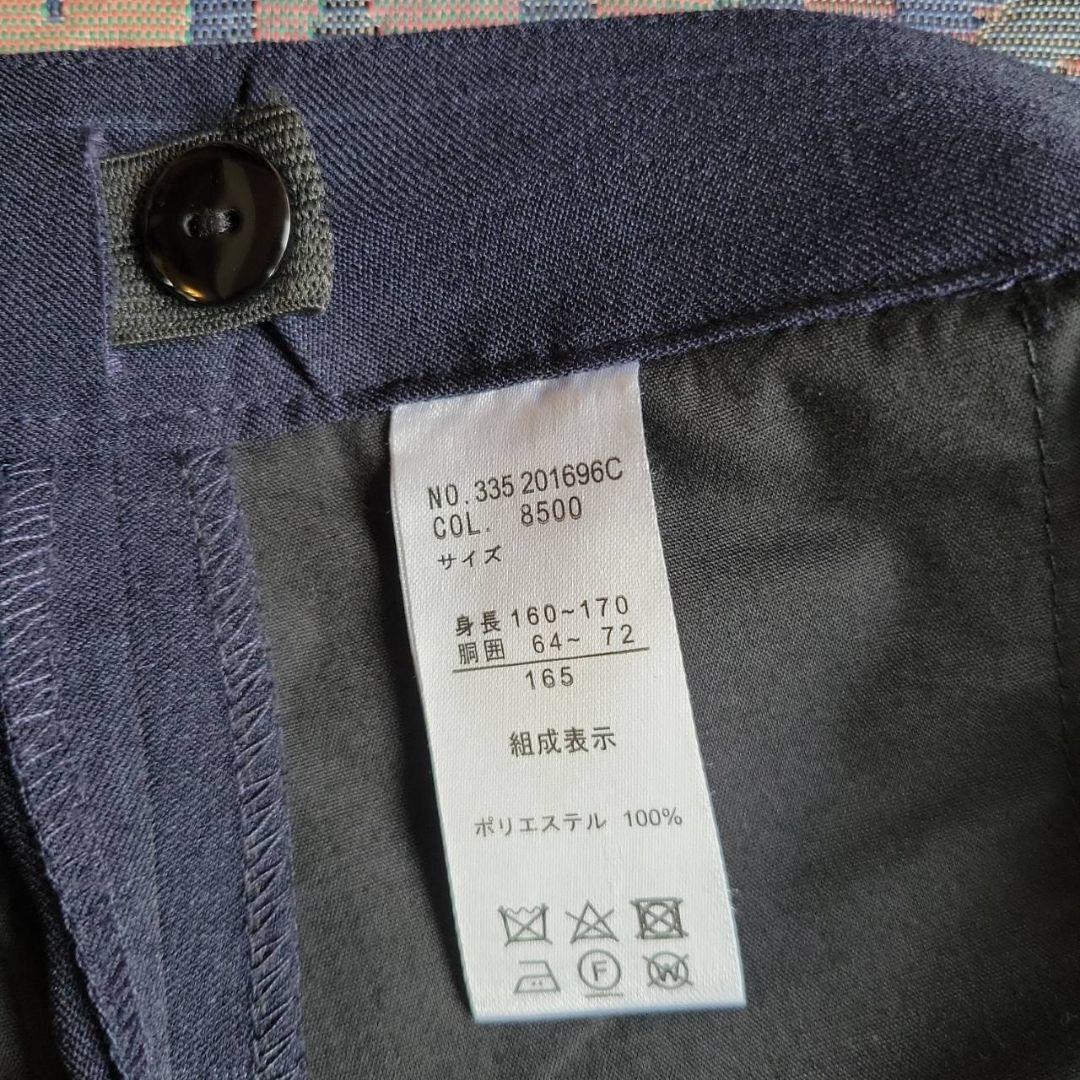 NO.335 201696C
COL. 8500
サイズ
身長 160~170
胴囲 64~ 72
165
組成表示
ポリエステル 100%
F W